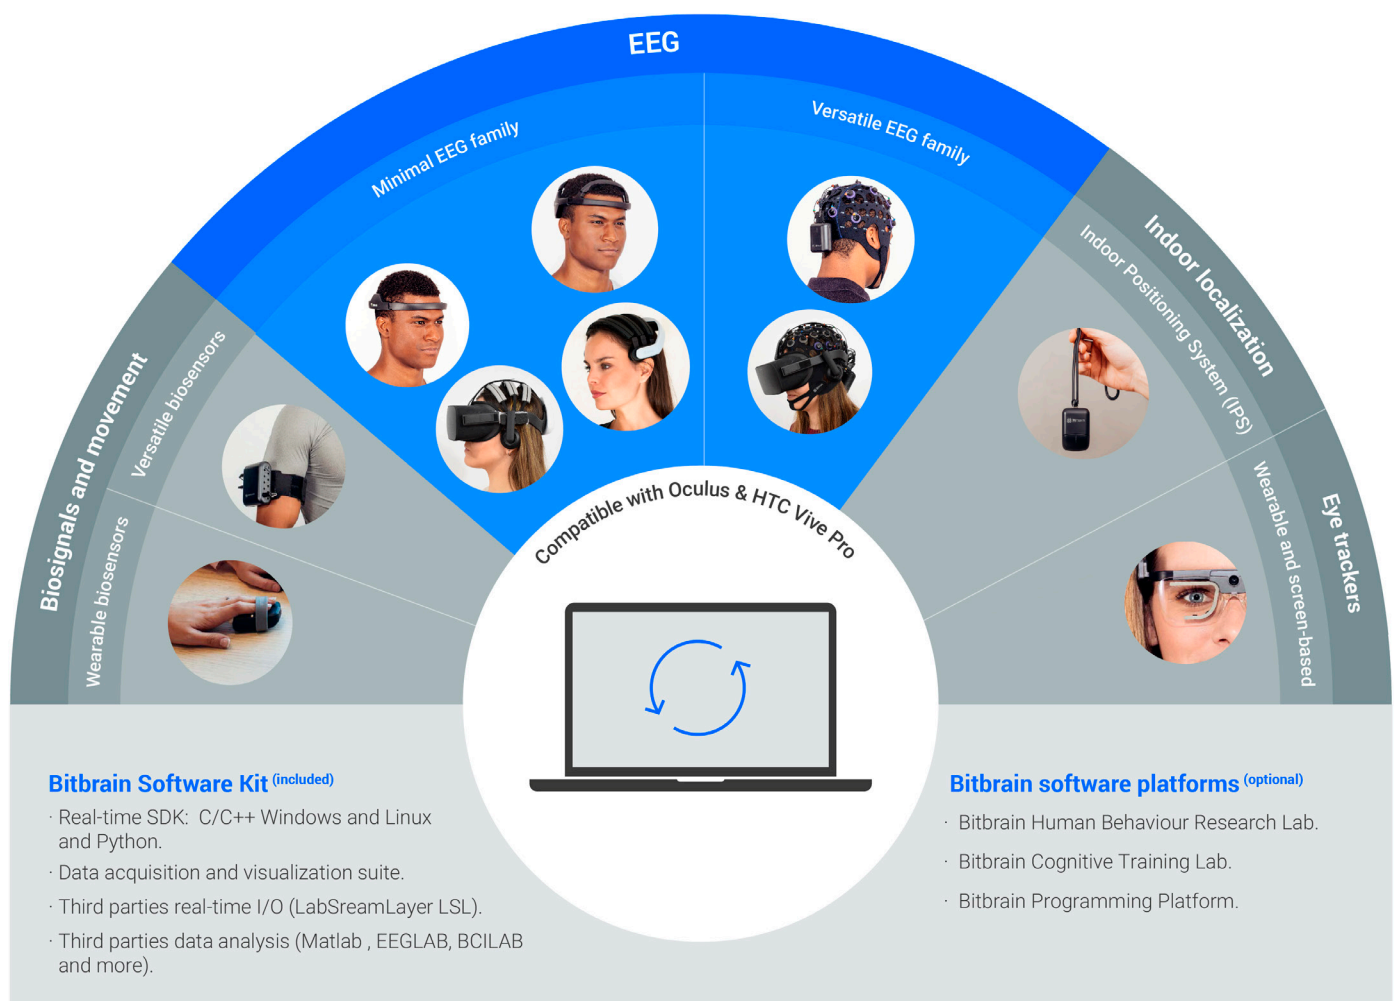 EEG
Minimal EEG family
Versatile EEG family
Biosignals and movement
Versatile biosensors
Wearable biosensors
Indoor localization
Indoor Positioning System (IPS)
Eye trackers
Wearable and screen-based
Compatible with Oculus & HTC Vive Pro
Bitbrain Software Kit (included)
· Real-time SDK: C/C++ Windows and Linux
and Python.
· Data acquisition and visualization suite.
· Third parties real-time I/O (LabSreamLayer LSL).
· Third parties data analysis (Matlab , EEGLAB, BCILAB
and more).
Bitbrain software platforms (optional)
· Bitbrain Human Behaviour Research Lab.
· Bitbrain Cognitive Training Lab.
· Bitbrain Programming Platform.